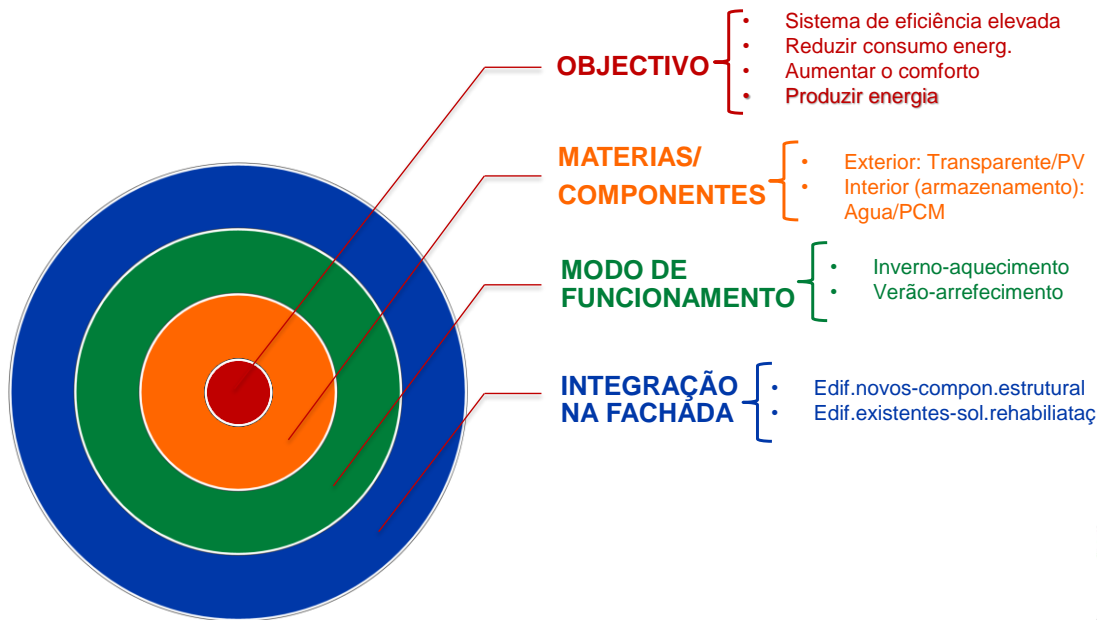 OBJECTIVO
• Sistema de eficiência elevada
• Reduzir consumo energ.
• Aumentar o comforto
• Produzir energia
MATERIAS/
COMPONENTES
• Exterior: Transparente/PV
• Interior (armazenamento):
Agua/PCM
MODO DE
FUNCIONAMENTO
• Inverno-aquecimento
• Verão-arrefecimento
INTEGRAÇÃO
NA FACHADA
• Edif.novos-compon.estrutural
• Edif.existentes-sol.rehabiliataç